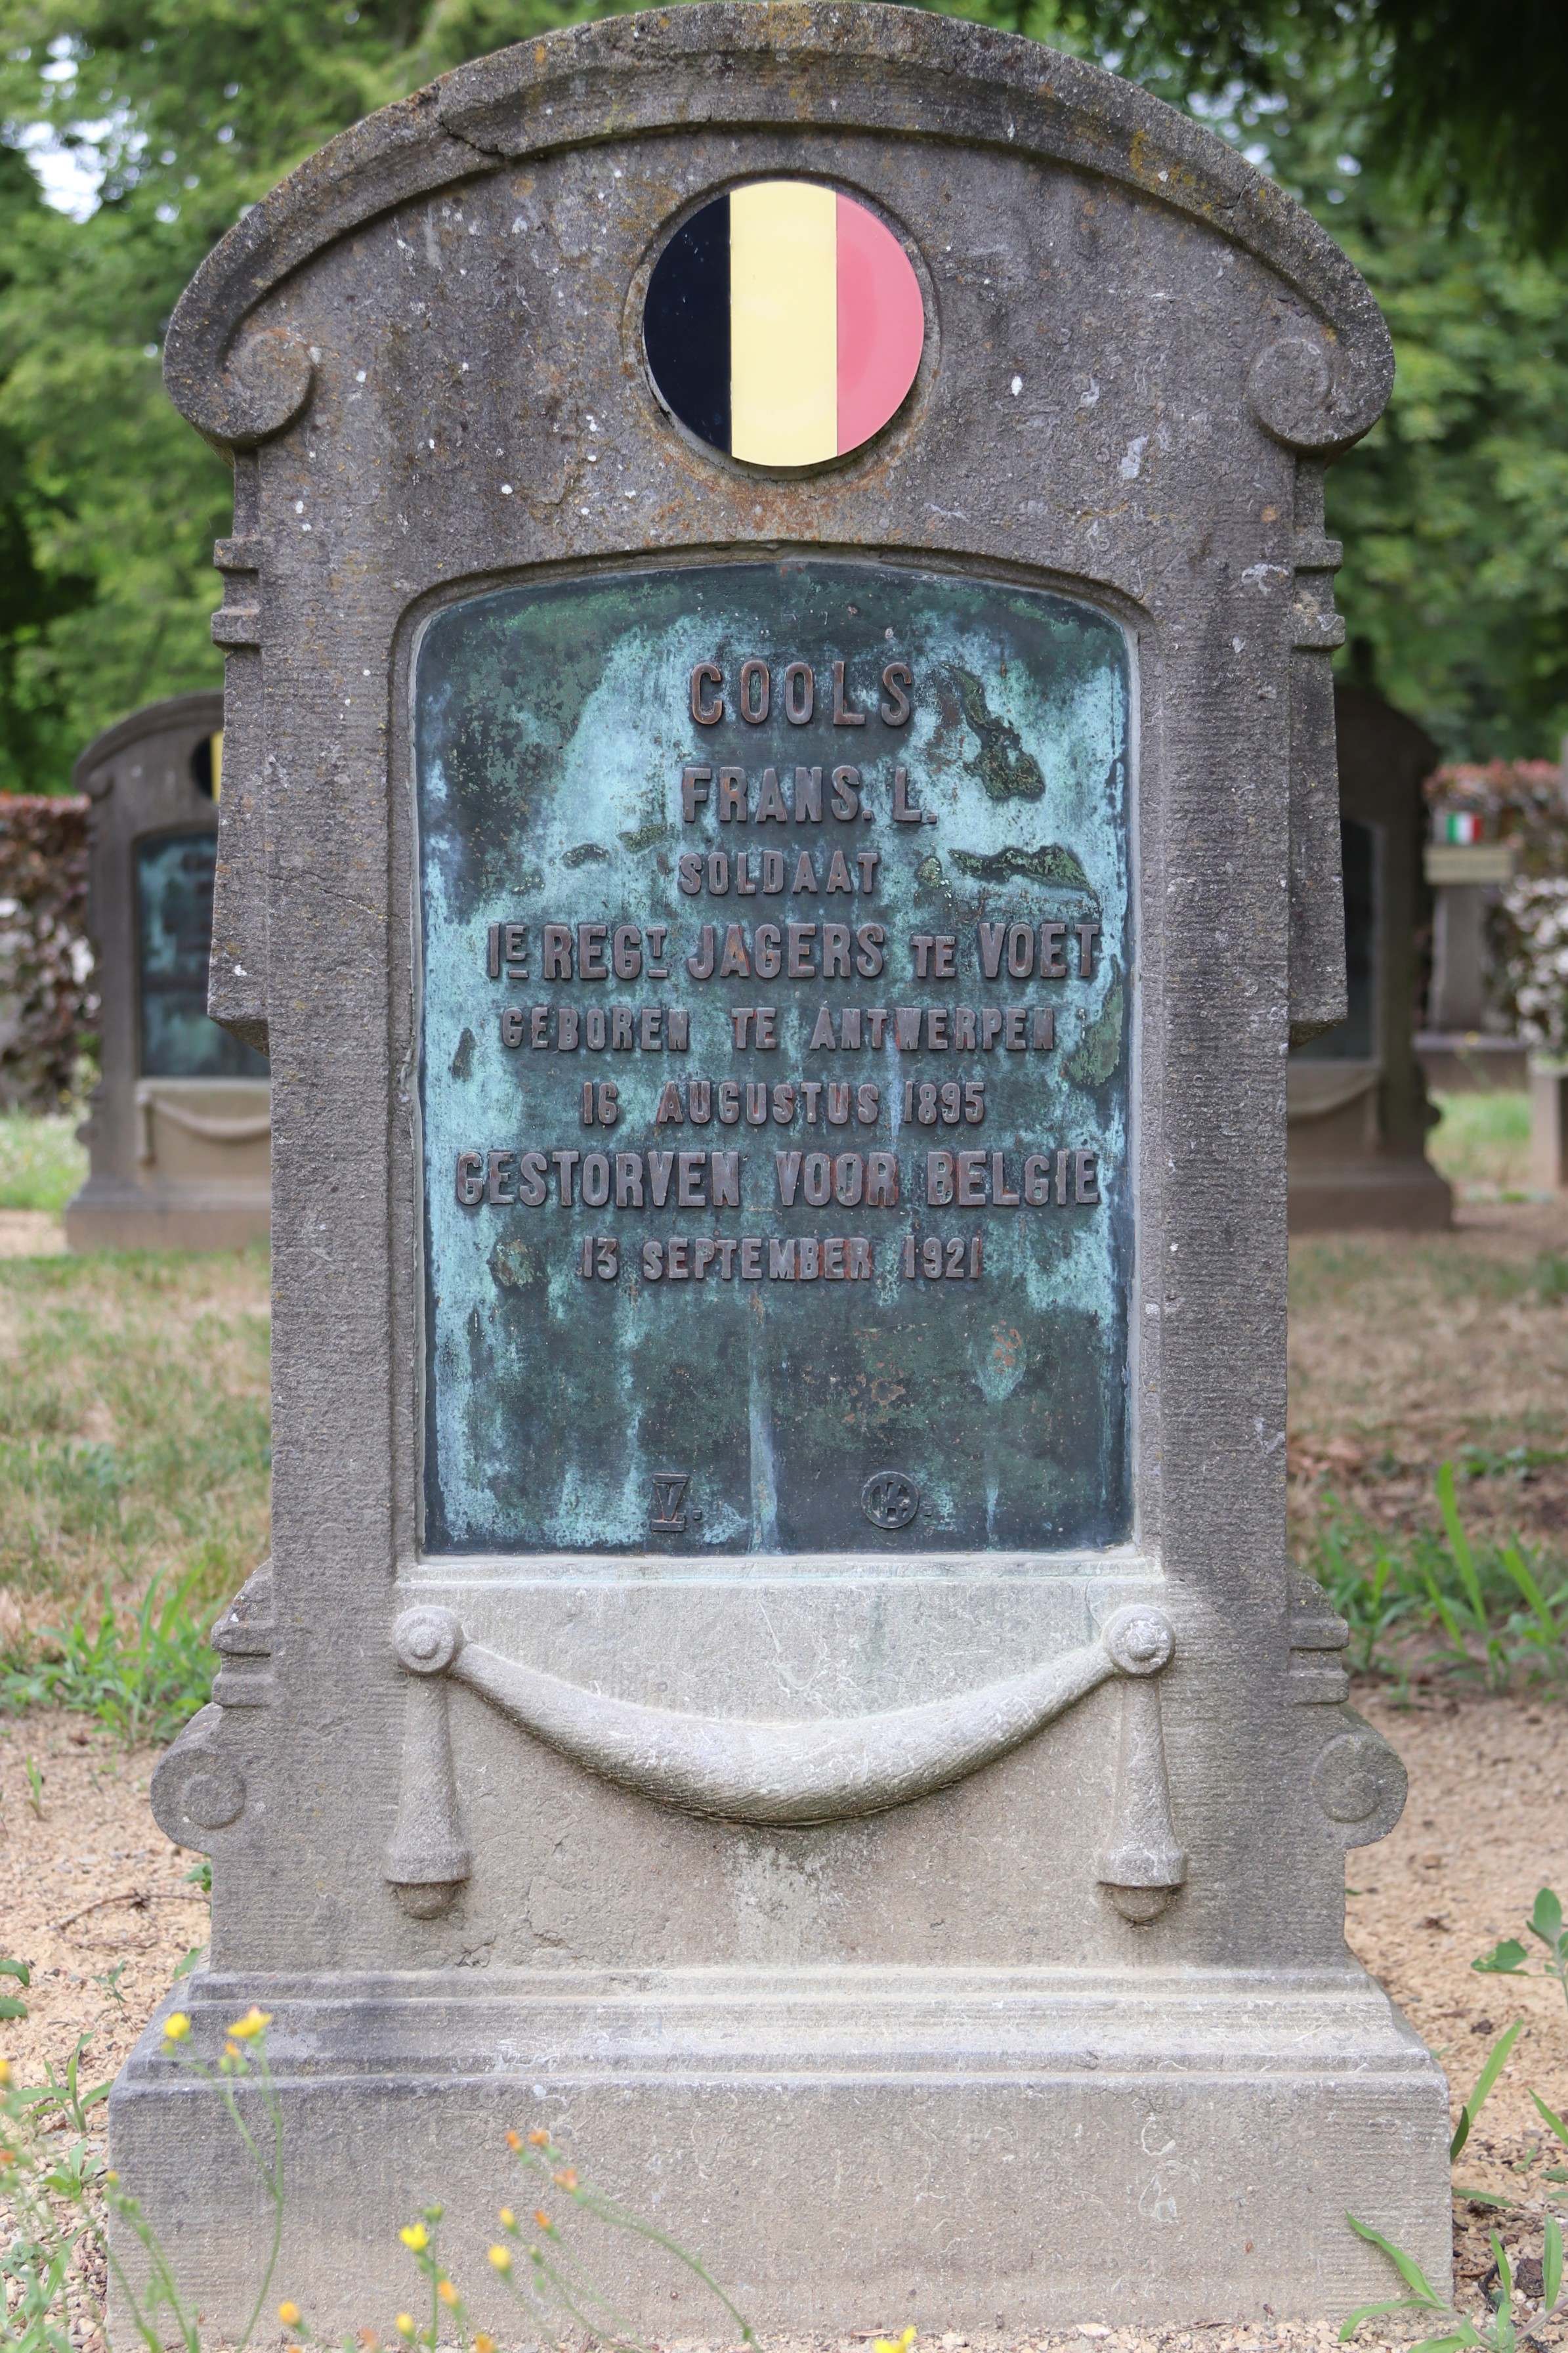 COOLS
FRANS. L.
SOLDAAT
1E REGT JAGERS TE VOET
GEBOREN TE ANTWERPEN
16 AUGUSTUS 1895
GESTORVEN VOOR BELGIE
13 SEPTEMBER 1921
V.